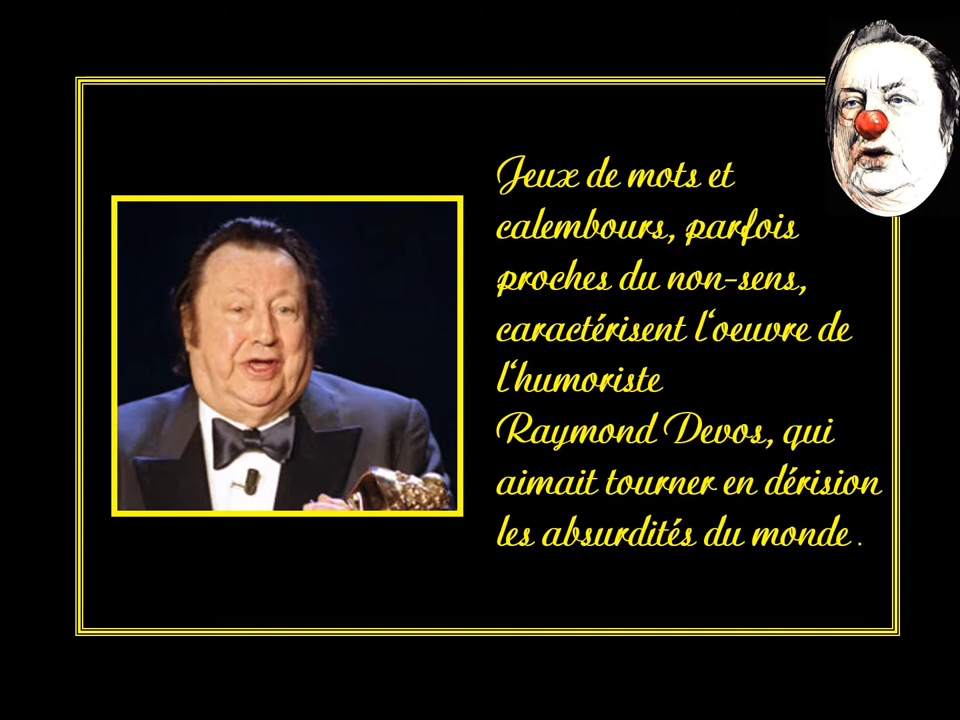 Jeux de mots et
calembours, parfois
proches du non-sens,
caractérisent l‘oeuvre de
l‘humoriste
Raymond Devos, qui
aimait tourner en dérision
les absurdités du monde .